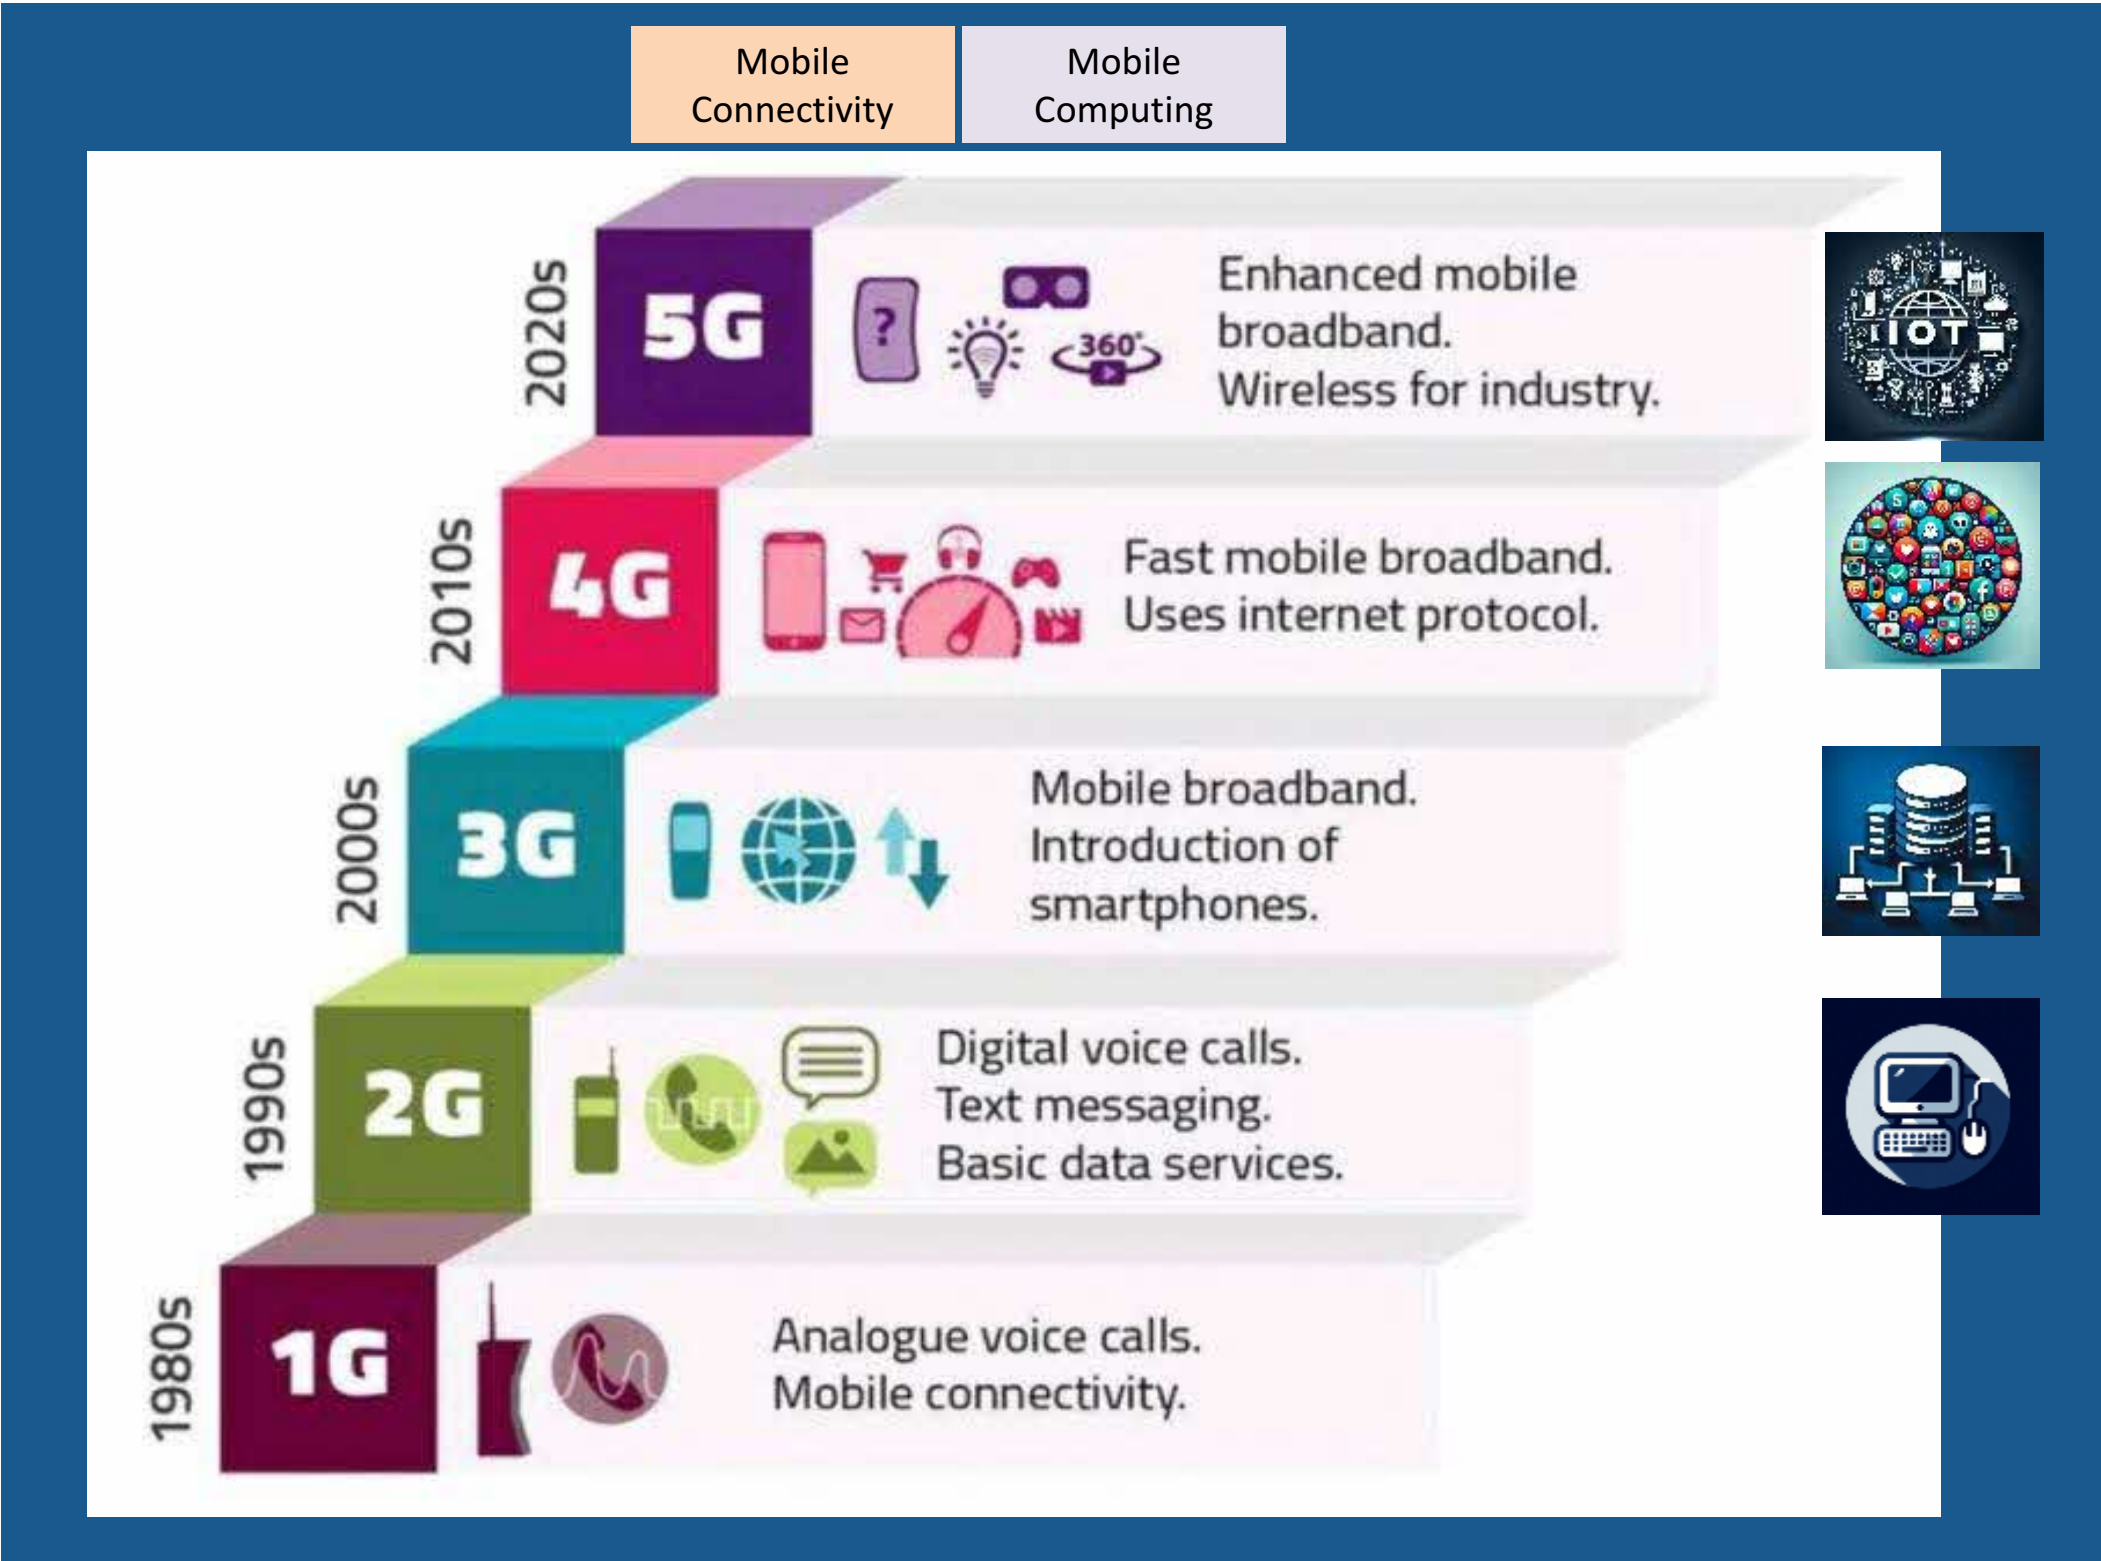 Mobile
Connectivity
Mobile
Computing
2020s
5G
?
360°
Enhanced mobile
broadband.
Wireless for industry.
IOT
2010s
4G
Fast mobile broadband.
Uses internet protocol.
2000s
3G
Mobile broadband.
Introduction of
smartphones.
1990s
2G
Digital voice calls.
Text messaging.
Basic data services.
1980s
1G
Analogue voice calls.
Mobile connectivity.